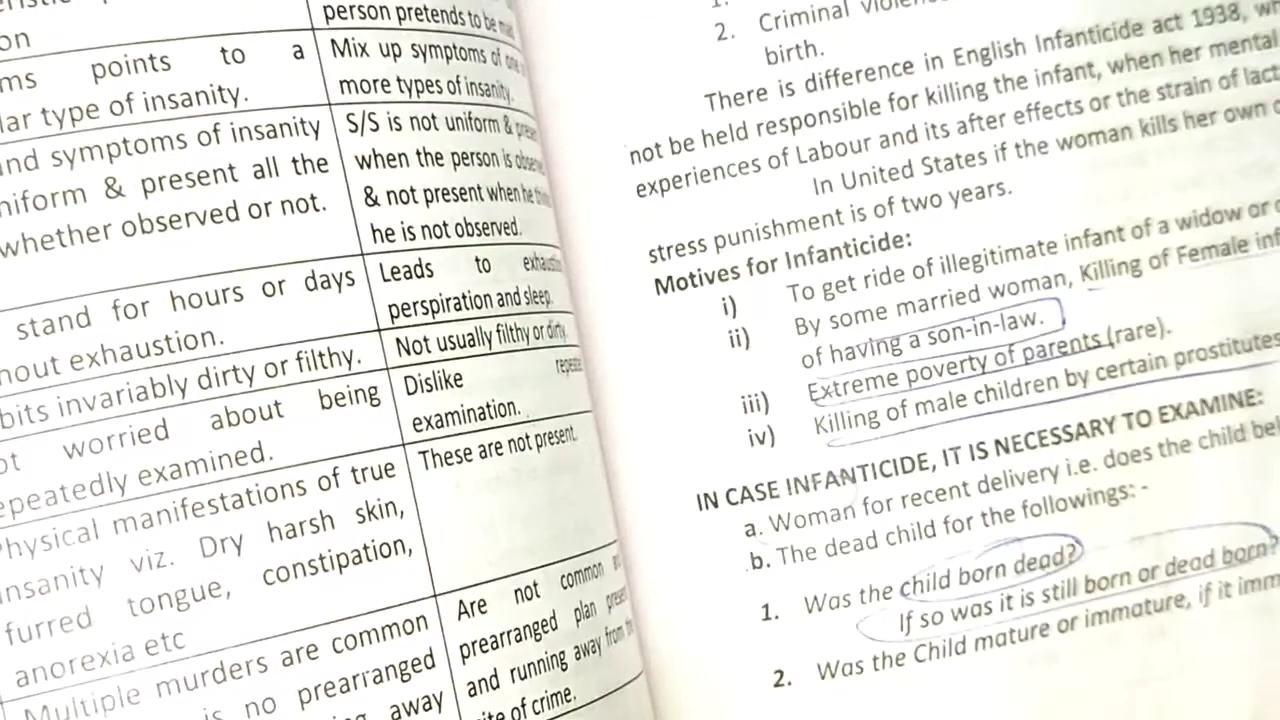 on
ms points to a
lar type of insanity.
nd symptoms of insanity
niform & present all the
whether observed or not.
stand for hours or days
hout exhaustion.
bits invariably dirty or filthy.
ot worried about being
epeatedly examined.
Physical manifestations of true
insanity viz. Dry harsh skin,
furred tongue, constipation,
anorexia etc
Multiple murders are common
is no prearranged
away
person pretends to be
Mix up symptoms of one
more types of insanity.
S/S is not uniform &
when the person is
& not present when he
he is not observed.
Leads to
perspiration and sleep.
Not usually filthy or dirty.
Dislike
examination.
These are not present.
Are not common
prearranged plan
and running away from
site of crime.
2. Criminal
birth.
There is difference in English Infanticide act 1938, wh
not be held responsible for killing the infant, when her mental
experiences of Labour and its after effects or the strain of lact
In United States if the woman kills her own
stress punishment is of two years.
Motives for Infanticide:
i) To get ride of illegitimate infant of a widow or
ii) By some married woman, Killing of Female inf
of having a son-in-law.
iii) Extreme poverty of parents (rare).
iv) Killing of male children by certain prostitutes
IN CASE INFANTICIDE, IT IS NECESSARY TO EXAMINE:
a. Woman for recent delivery i.e. does the child bel
b. The dead child for the followings: -
1. Was the child born dead?
If so was it is still born or dead born?
2. Was the Child mature or immature, if it imm